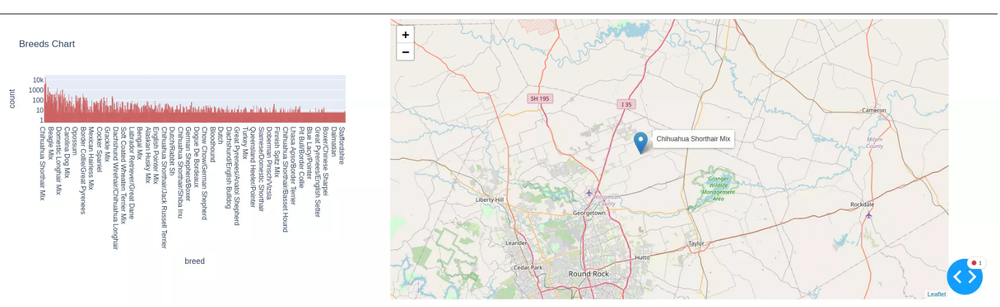 Breeds Chart
count
10k
1000
100
10
1
Chihuahua Shorthair Mix
Beagle Mix
Domestic Longhair Mix
Carolina Dog Mix
Opossum
Border Collie/Great Pyrenees
Mexican Hairless Mix
Cocker Spaniel
Grackle Mix
Dachshund Wirehair/Chihuahua Longhair
Soft Coated Wheaten Terrier Mix
Labrador Retriever/Great Dane
Bengal Mix
Alaskan Husky Mix
English Pointer Mix
Chihuahua Shorthair/Jack Russell Terrier
Dutch/Rabbit Sh
Chihuahua Shorthair/Shiba Inu
German Shepherd/Boxer
Dogue De Bordeaux
Chow Chow/German Shepherd
Bloodhound
Dutch
Dachshund/English Bulldog
Great Pyrenees/Anatol Shepherd
Turkey Mix
Queensland Heeler/Pointer
Siamese/Domestic Shorthair
Doberman Pinsch/Vizsla
Finnish Spitz Mix
Chihuahua Shorthair/Basset Hound
Lhasa Apso/Border Terrier
Pit Bull/Border Collie
Blue Lacy/Pointer
Great Pyrenees/English Setter
Boxer/Chinese Sharpei
Dalmatian
Staffordshire
breed
+
−
SH 195
I 35
Cameron
Milam
County
Chihuahua Shorthair Mix
Granger
Wildlife
Management
Area
Liberty Hill
Williamson
County
Georgetown
Rockdale
Leander
Taylor
Hutto
Cedar Park
Round Rock
Leaflet
1